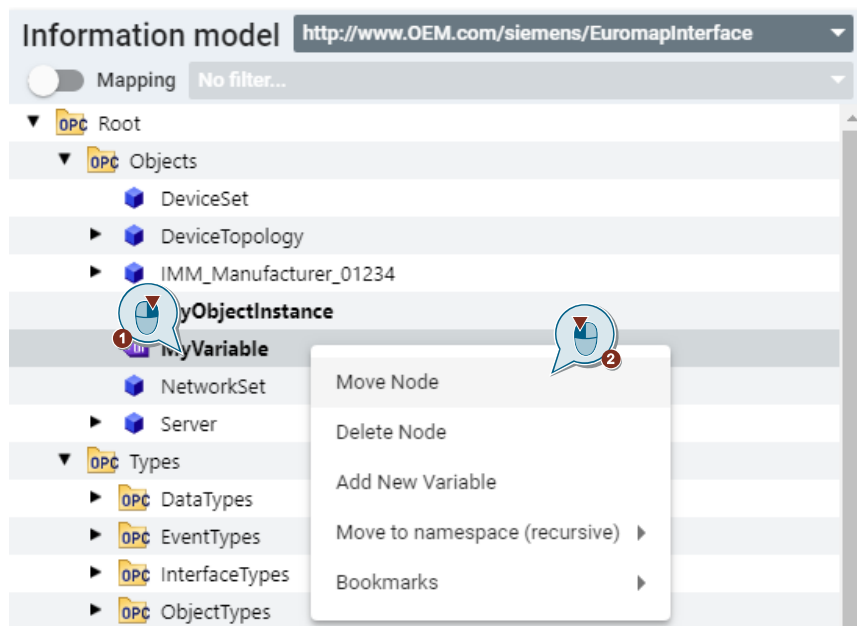 Information model http://www.OEM.com/siemens/EuromapInterface
Mapping No filter...
OPC Root
OPC Objects
DeviceSet
DeviceTopology
IMM_Manufacturer_01234
yObjectInstance
1
MyVariable
2
Move Node
NetworkSet
Server
Delete Node
OPC Types
Add New Variable
OPC DataTypes
OPC EventTypes
Move to namespace (recursive)
OPC InterfaceTypes
Bookmarks
OPC ObjectTypes